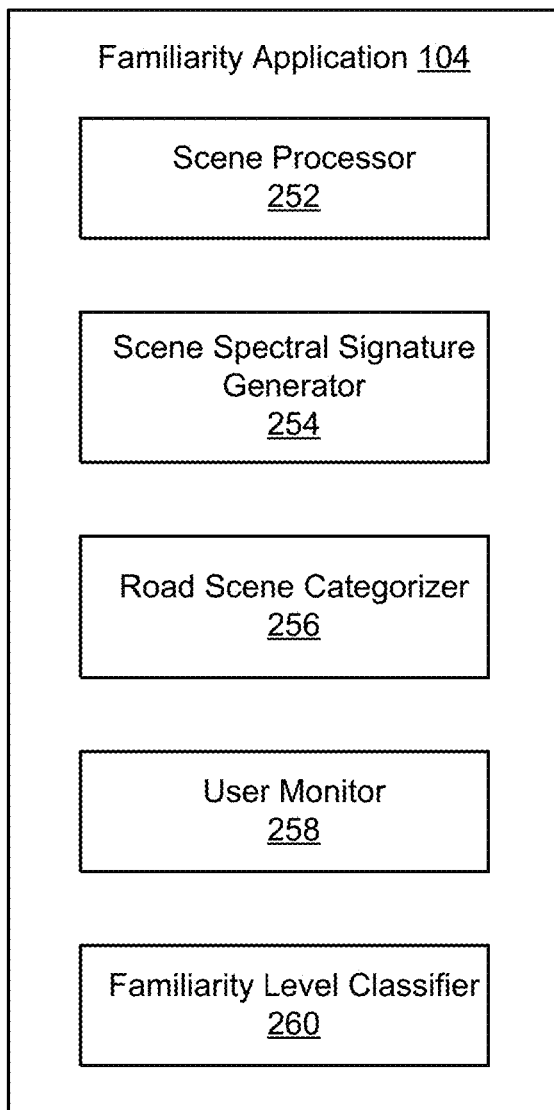 Familiarity Application 104
Scene Processor
252
Scene Spectral Signature
Generator
254
Road Scene Categorizer
256
User Monitor
258
Familiarity Level Classifier
260